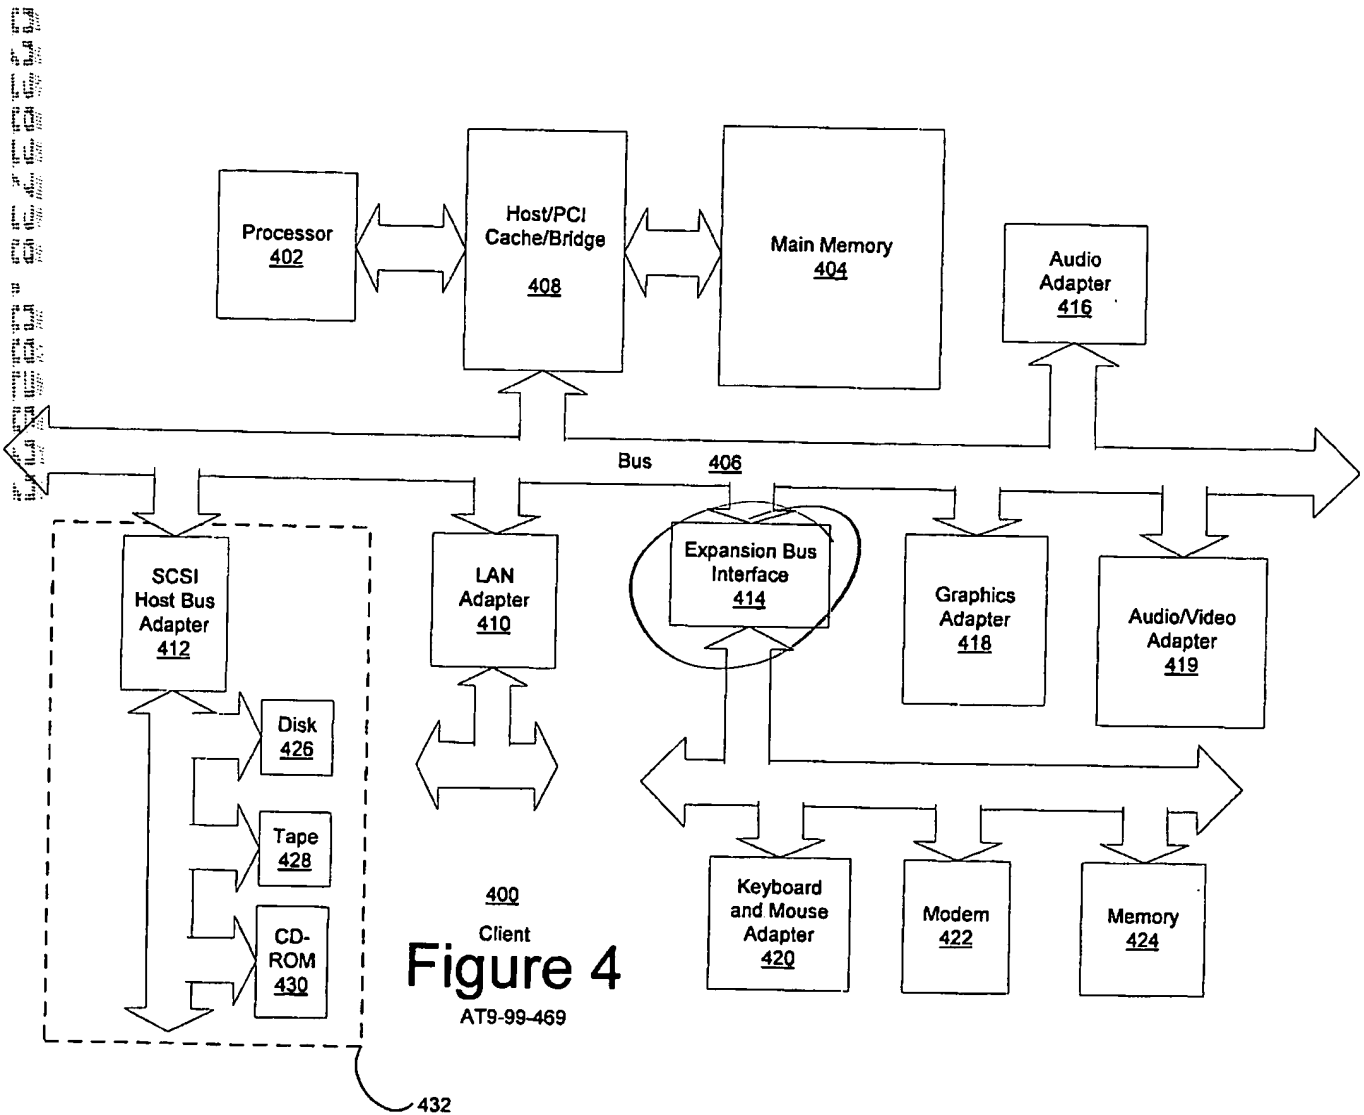 Processor
402
Host/PCI
Cache/Bridge
408
Main Memory
404
Audio
Adapter
416
Bus 406
SCSI
Host Bus
Adapter
412
LAN
Adapter
410
Expansion Bus
Interface
414
Graphics
Adapter
418
Audio/Video
Adapter
419
Disk
426
Tape
428
CD-
ROM
430
Keyboard
and Mouse
Adapter
420
Modem
422
Memory
424
400
Client
Figure 4
AT9-99-469
432